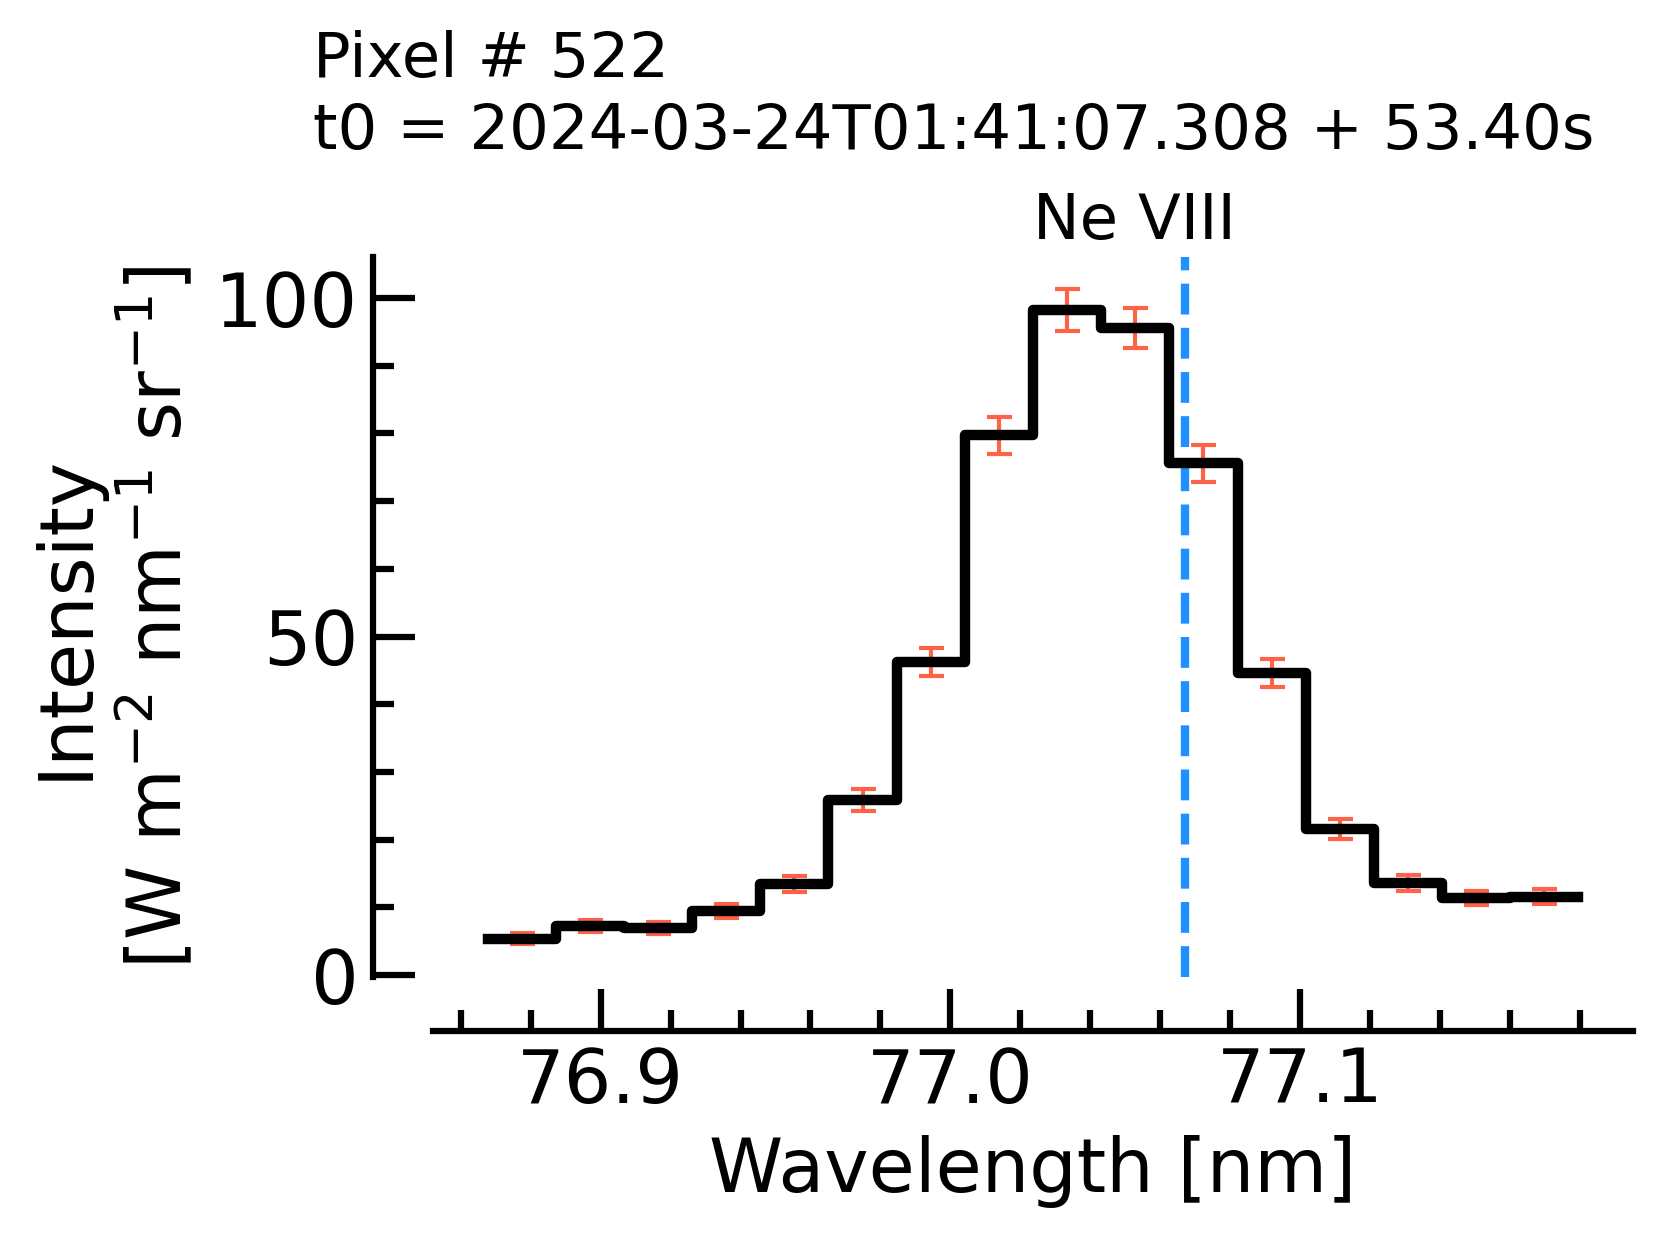 Pixel # 522
t0 = 2024-03-24T01:41:07.308 + 53.40s
Ne VIII
Intensity
[W m⁻² nm⁻¹ sr⁻¹]
100
50
0
76.9 77.0 77.1
Wavelength [nm]